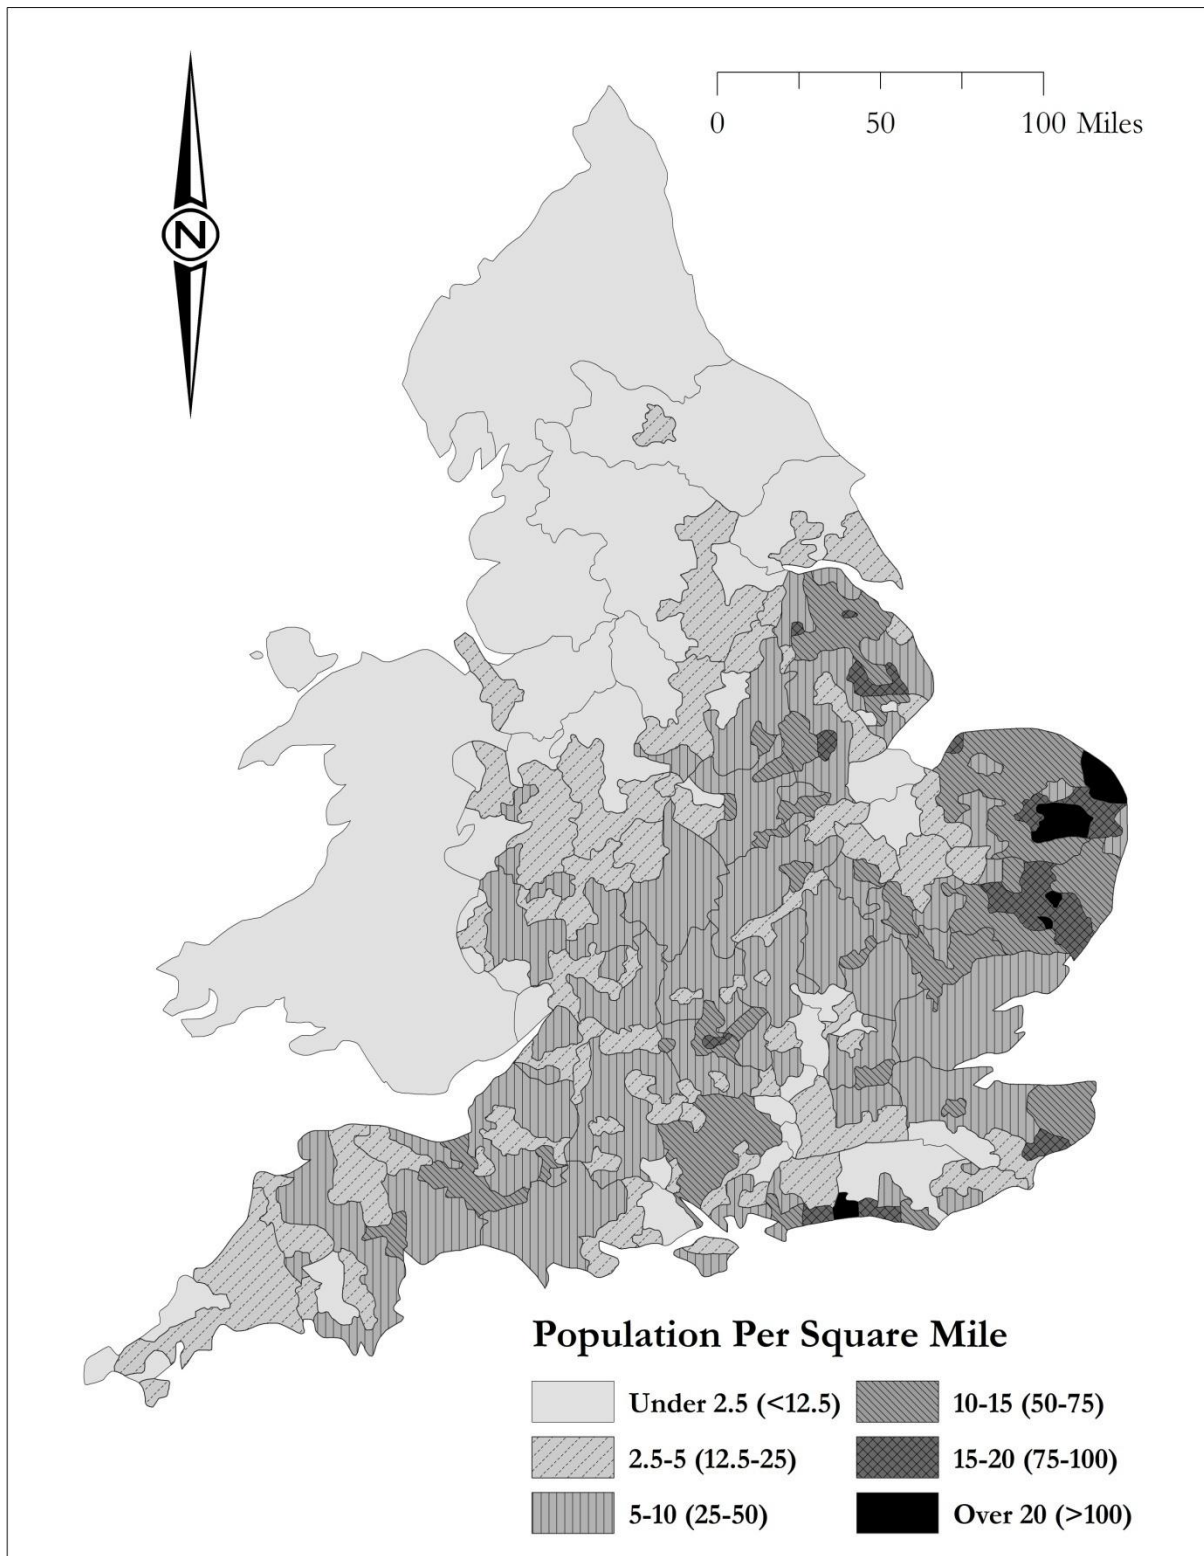 N
0 50 100 Miles
Population Per Square Mile
Under 2.5 (<12.5)
2.5-5 (12.5-25)
5-10 (25-50)
10-15 (50-75)
15-20 (75-100)
Over 20 (>100)